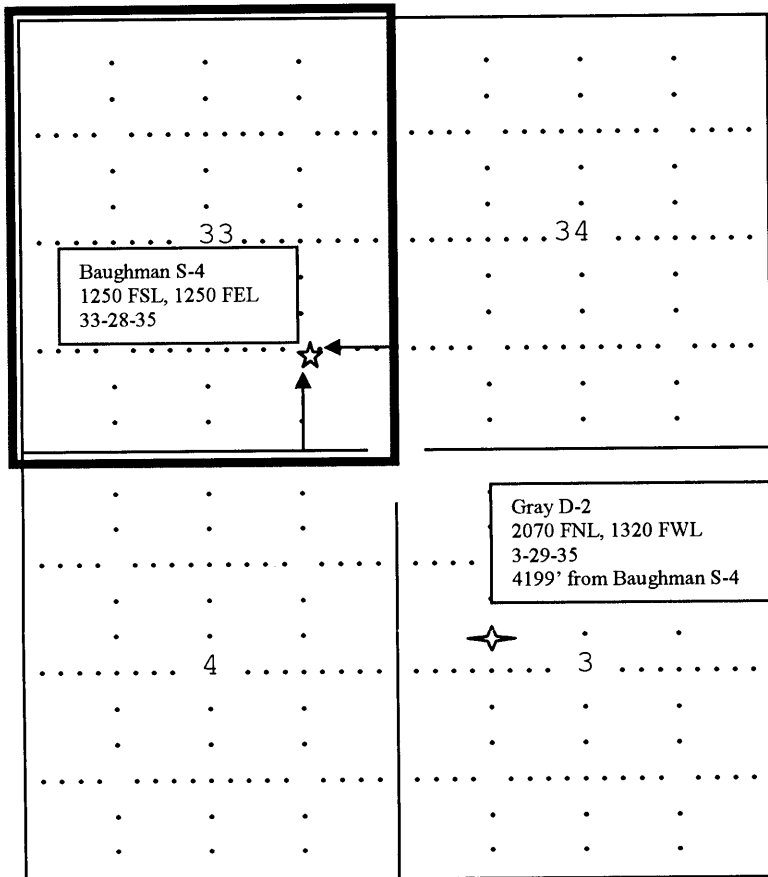 33
34
Baughman S-4
1250 FSL, 1250 FEL
33-28-35
Gray D-2
2070 FNL, 1320 FWL
3-29-35
4199' from Baughman S-4
4
3